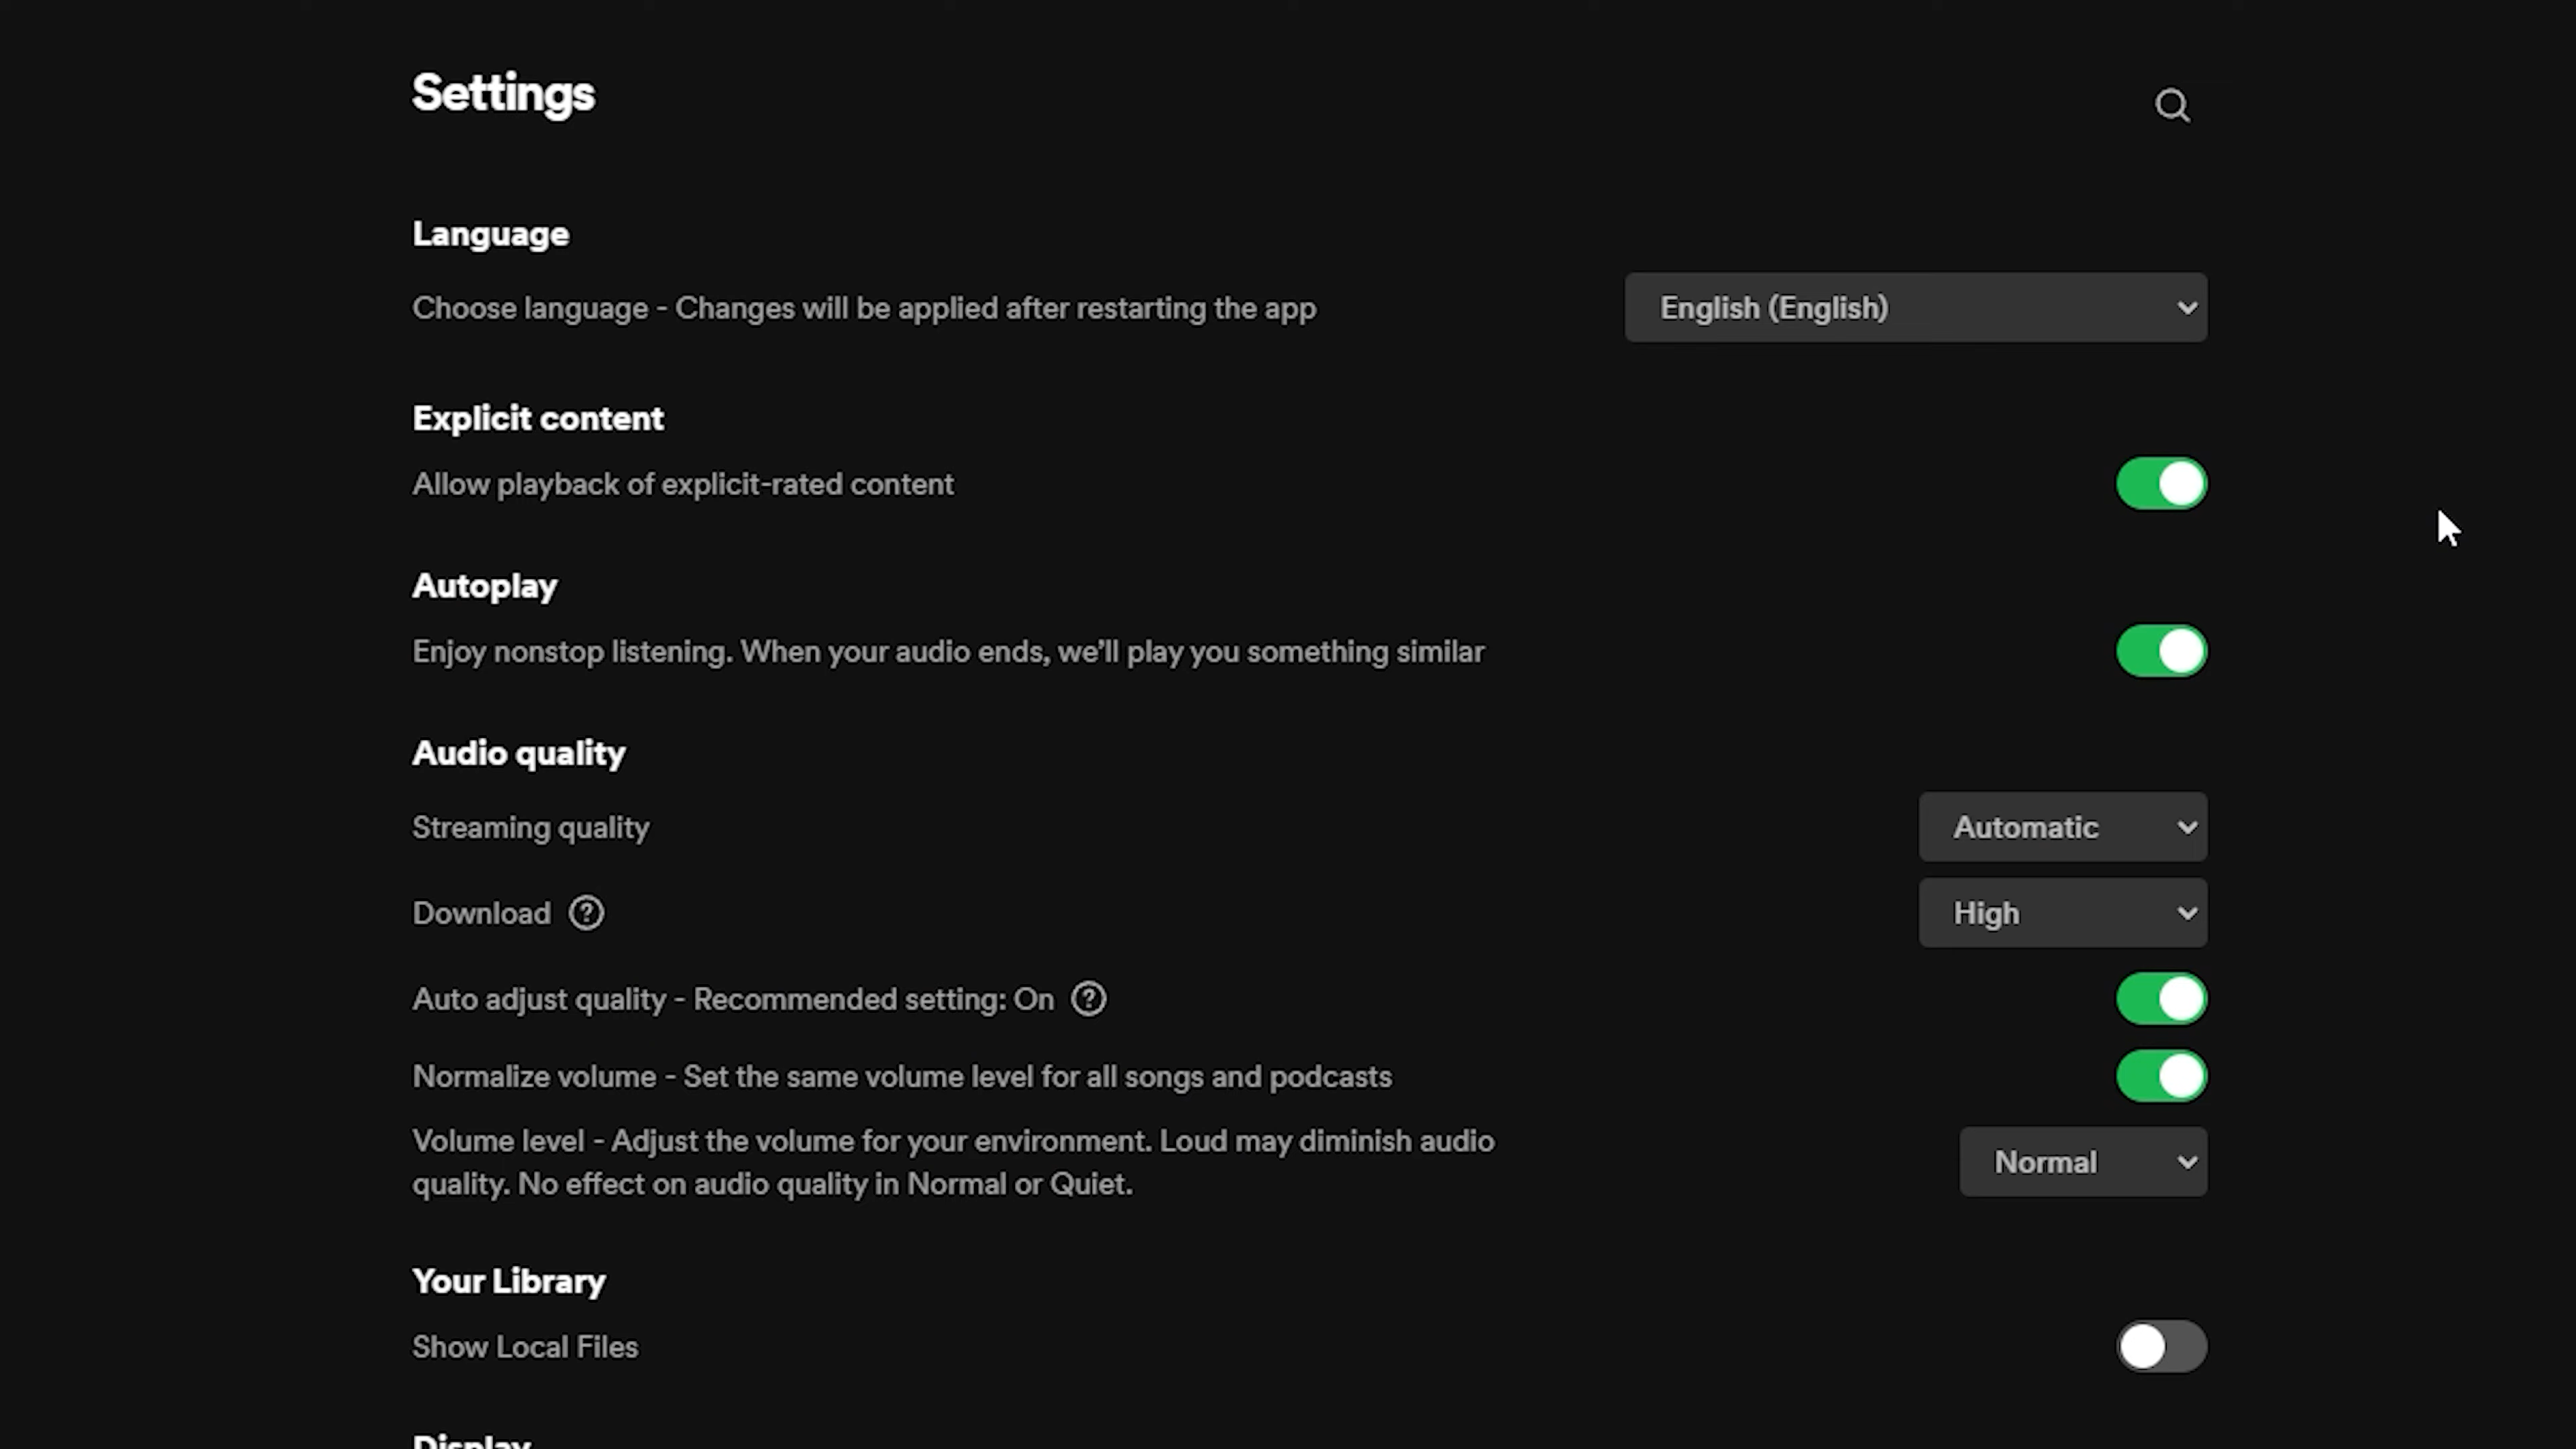 Settings
Language
Choose language - Changes will be applied after restarting the app
English (English)
Explicit content
Allow playback of explicit-rated content
Autoplay
Enjoy nonstop listening. When your audio ends, we'll play you something similar
Audio quality
Streaming quality
Automatic
Download
High
Auto adjust quality - Recommended setting: On
Normalize volume - Set the same volume level for all songs and podcasts
Volume level - Adjust the volume for your environment. Loud may diminish audio
quality. No effect on audio quality in Normal or Quiet.
Normal
Your Library
Show Local Files
Display